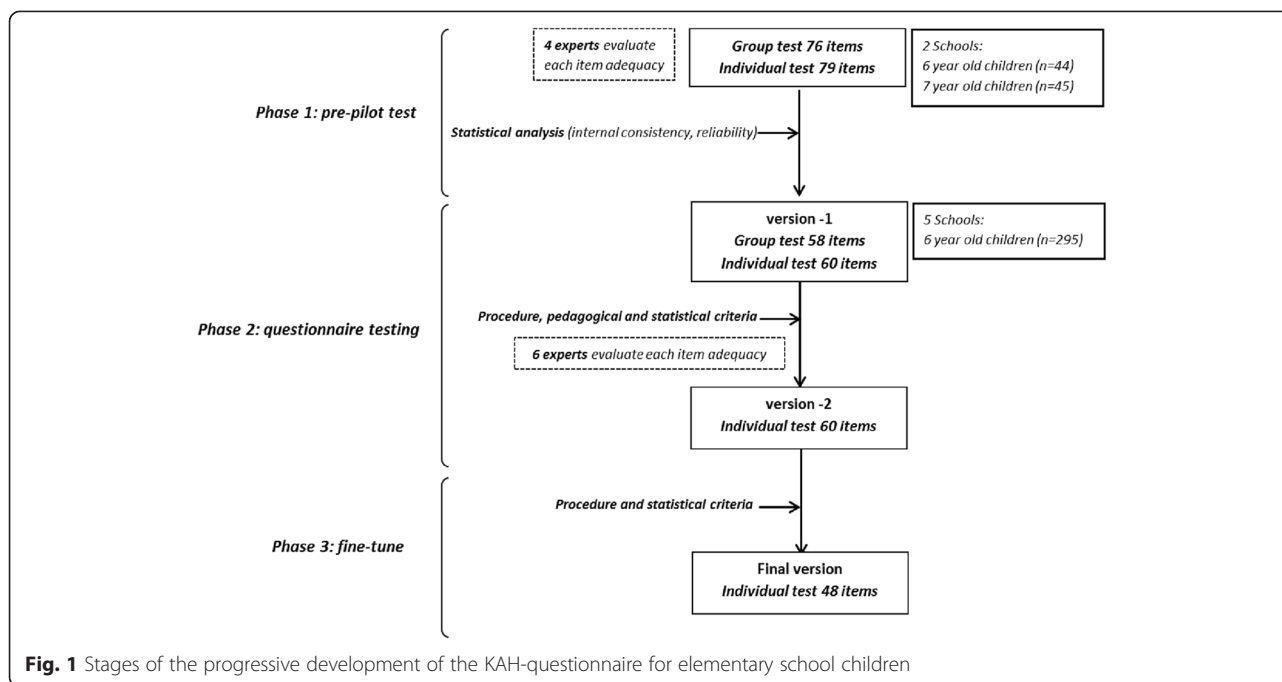 4 experts evaluate
each item adequacy
Group test 76 items
Individual test 79 items
2 Schools:
6 year old children (n=44)
7 year old children (n=45)
Phase 1: pre-pilot test
Statistical analysis (internal consistency, reliability)
version -1
Group test 58 items
Individual test 60 items
5 Schools:
6 year old children (n=295)
Phase 2: questionnaire testing
Procedure, pedagogical and statistical criteria
6 experts evaluate each item adequacy
version -2
Individual test 60 items
Procedure and statistical criteria
Phase 3: fine-tune
Final version
Individual test 48 items
Fig. 1 Stages of the progressive development of the KAH-questionnaire for elementary school children